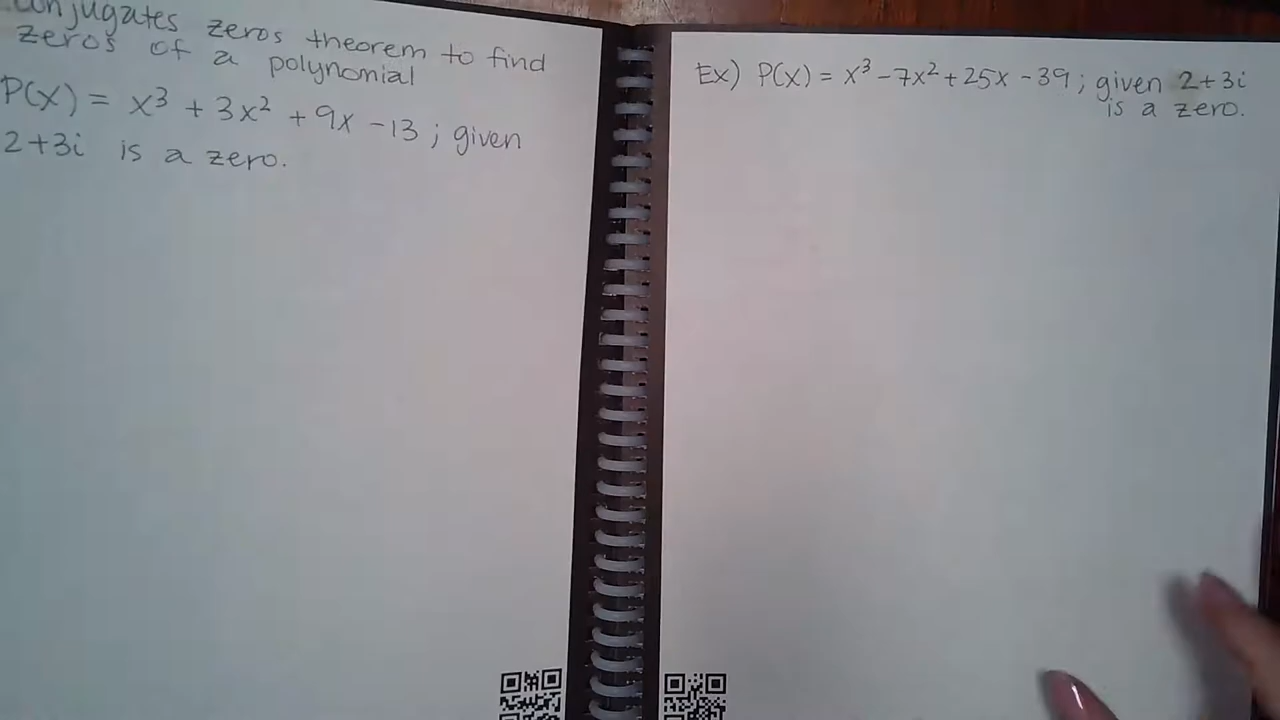 conjugates zeros theorem to find
zeros of a polynomial
P(x) = x³ + 3x² + 9x - 13 ; given
2+3i is a zero.
Ex) P(x) = x³ - 7x² + 25x - 39 ; given 2+3i
is a zero.